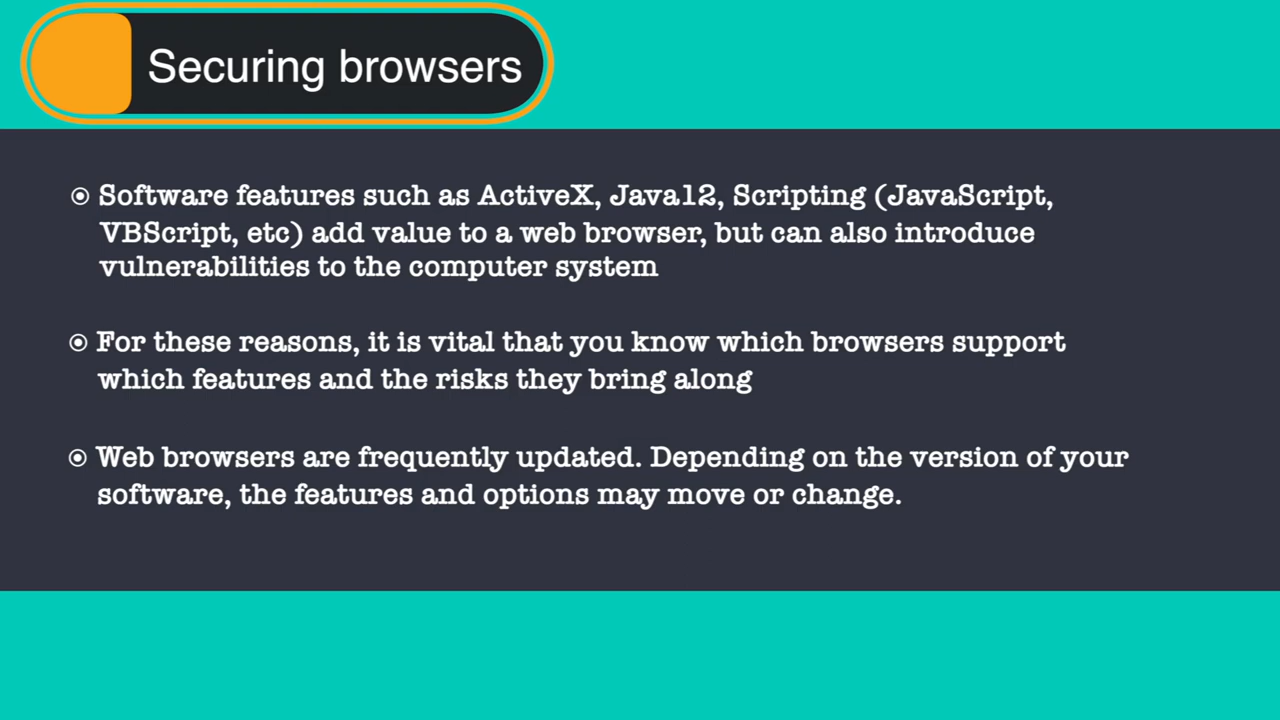 Securing browsers
Software features such as ActiveX, Java12, Scripting (JavaScript,
VBScript, etc) add value to a web browser, but can also introduce
vulnerabilities to the computer system
For these reasons, it is vital that you know which browsers support
which features and the risks they bring along
Web browsers are frequently updated. Depending on the version of your
software, the features and options may move or change.